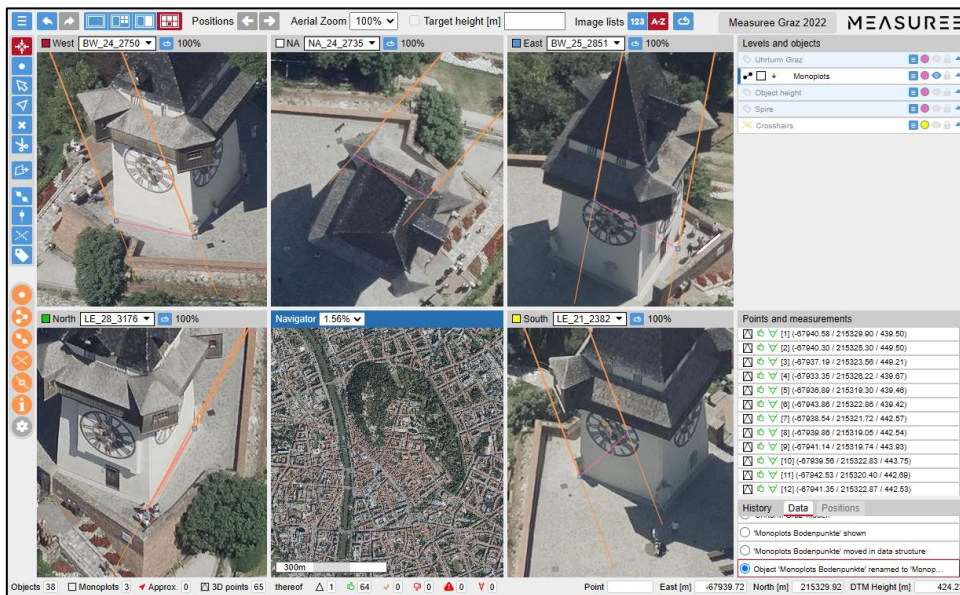 Positions Aerial Zoom 100% Target height [m] Image lists 123 A-Z Measuree Graz 2022 MEASUREE
West BW_24_2750 100% NA NA_24_2735 100% East BW_25_2851 100% Levels and objects
Uhrturm Graz
Monoplots
Object height
Spire
Crosshairs
North LE_28_3176 100% Navigator 1.56% South LE_21_2382 100% Points and measurements
[1] (-67940.58 / 215329.90 / 439.50)
[2] (-67940.30 / 215325.30 / 449.50)
[3] (-67937.19 / 215323.56 / 449.21)
[4] (-67933.35 / 215326.22 / 439.67)
[5] (-67936.89 / 215319.30 / 439.46)
[6] (-67943.86 / 215322.86 / 439.42)
[7] (-67938.54 / 215321.72 / 442.57)
[8] (-67939.86 / 215319.05 / 442.54)
[9] (-67941.14 / 215319.74 / 443.93)
[10] (-67939.56 / 215322.83 / 443.75)
[11] (-67942.53 / 215320.40 / 442.69)
[12] (-67941.35 / 215322.87 / 442.53)
History Data Positions
'Monoplots Bodenpunkte' shown
'Monoplots Bodenpunkte' moved in data structure
Object 'Monoplots Bodenpunkte' renamed to 'Monop...
300m
Objects 38 Monoplots 3 Approx. 0 3D points 65 thereof 1 64 0 0 0 0 Point East [m] -67939.72 North [m] 215329.92 DTM Height [m] 424.2